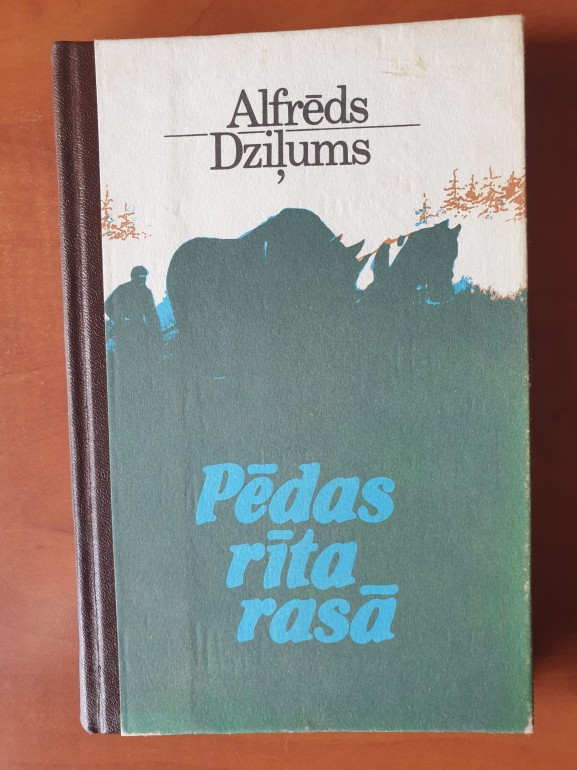 Alfrēds
Dziļums
Pēdas
rīta
rasā